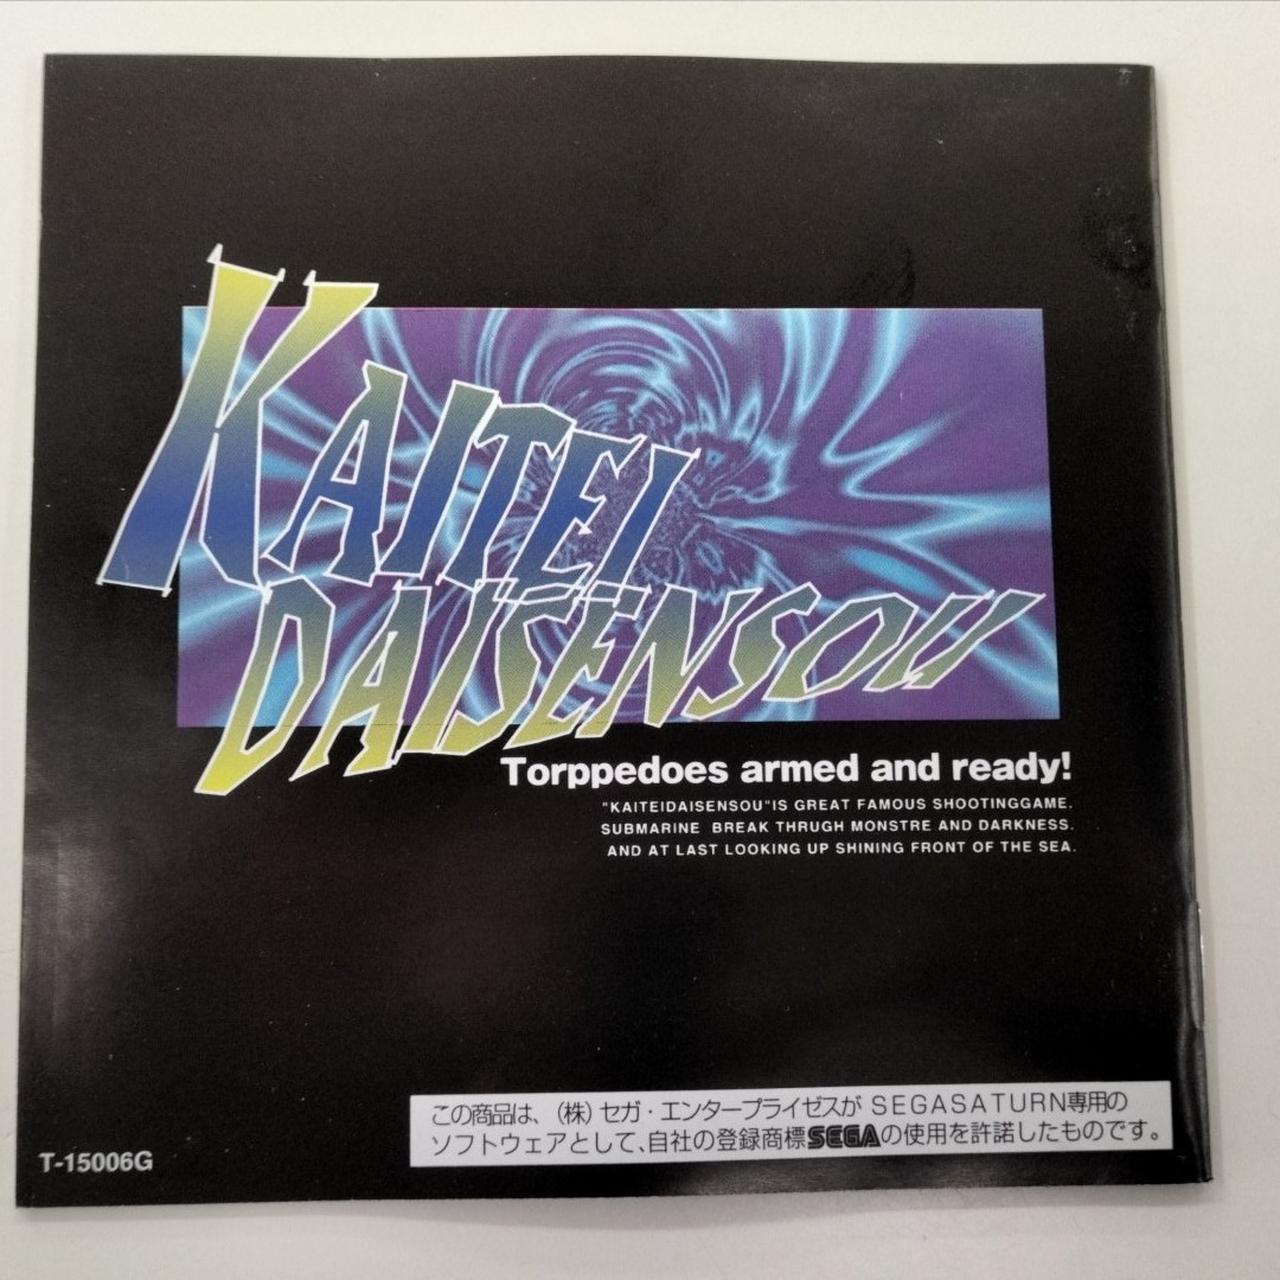 KAITEI
DAISENSOU
Torppedoes armed and ready!
"KAITEIDAISENSOU"IS GREAT FAMOUS SHOOTINGGAME.
SUBMARINE BREAK THRUGH MONSTRE AND DARKNESS.
AND AT LAST LOOKING UP SHINING FRONT OF THE SEA.
この商品は、(株)セガ・エンタープライゼスが SEGASATURN専用の
ソフトウェアとして、自社の登録商標SEGAの使用を許諾したものです。
T-15006G